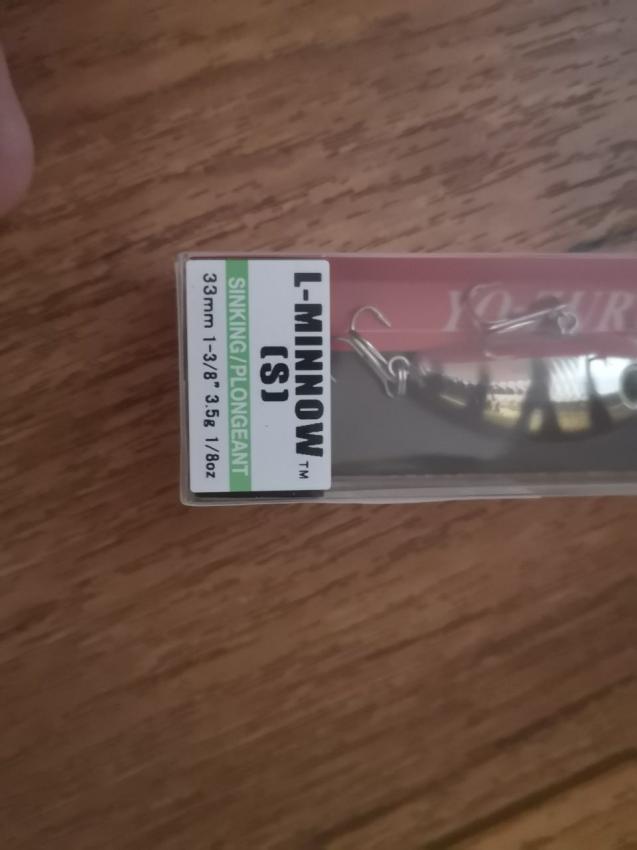 L-MINNOW™
(S)
SINKING/PLONGEANT
33mm 1-3/8" 3.5g 1/8oz